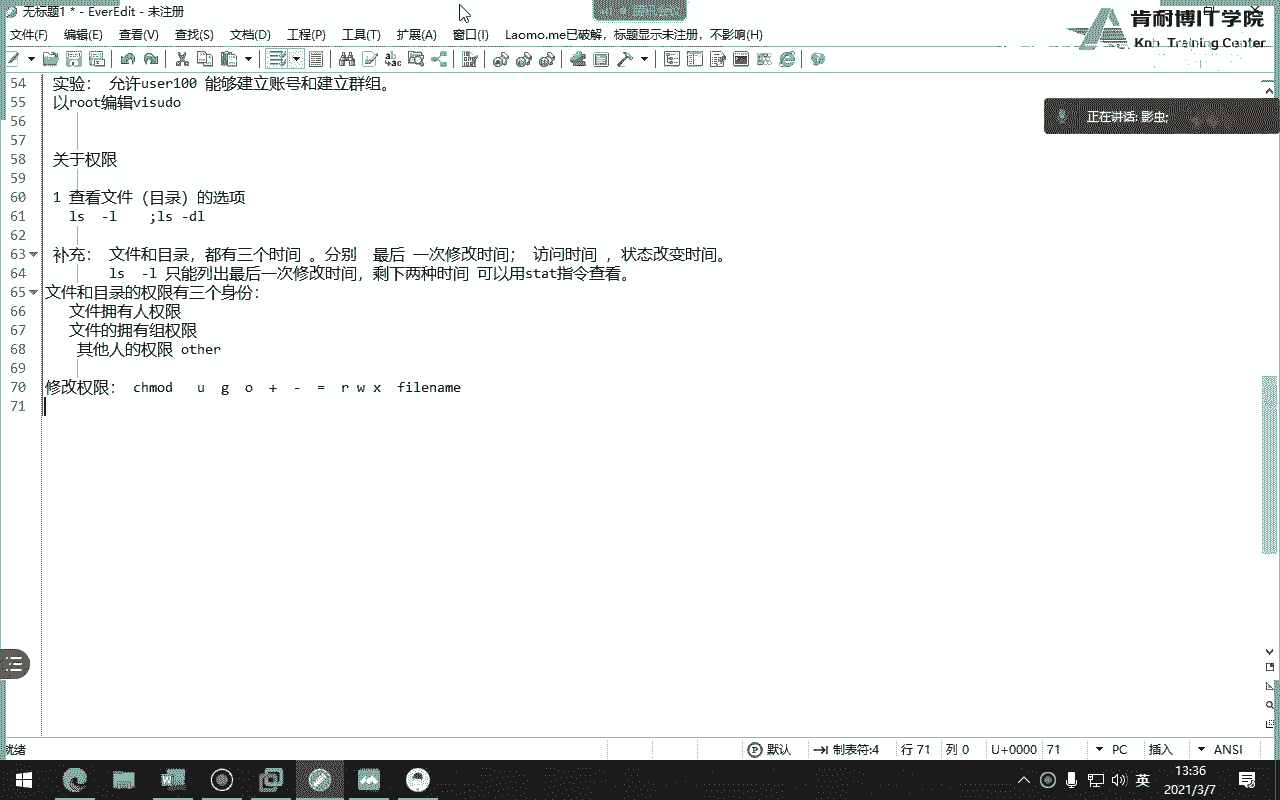 无标题1 * - EverEdit - 未注册
肯耐博IT学院
文件(F) 编辑(E) 查看(V) 查找(S) 文档(D) 工程(P) 工具(T) 扩展(A) 窗口(I) Laomo.me已破解，标题显示未注册，不影响(H)
Training Center
54 实验： 允许user100 能够建立账号和建立群组。
55 以root编辑visudo
正在讲话: 影虫;
56
57
58 关于权限
59
60 1 查看文件（目录）的选项
61 ls -l ;ls -dl
62
63 补充： 文件和目录，都有三个时间 。分别 最后 一次修改时间； 访问时间 ，状态改变时间。
64 ls -l 只能列出最后一次修改时间，剩下两种时间 可以用stat指令查看。
65 文件和目录的权限有三个身份：
66 文件拥有人权限
67 文件的拥有组权限
68 其他人的权限 other
69
70 修改权限： chmod u g o + - = r w x filename
71
就绪 默认 制表符:4 行 71 列 0 U+0000 71 PC 插入 ANSI
英 13:36
2021/3/7